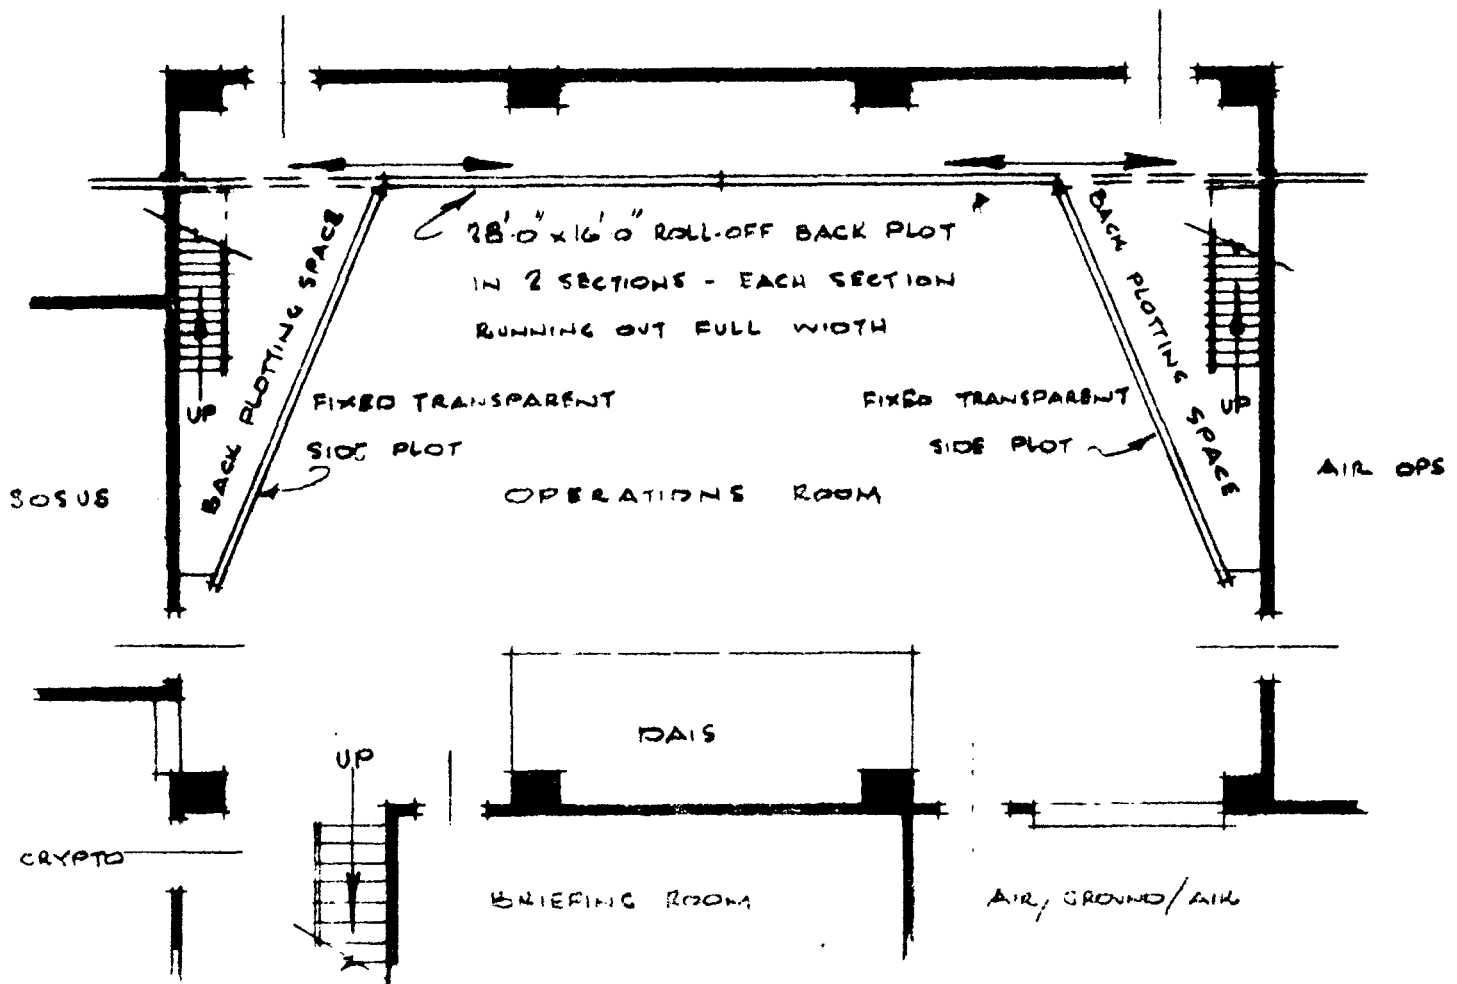 28'-0" x 16'-0" ROLL-OFF BACK PLOT
IN 2 SECTIONS - EACH SECTION
RUNNING OUT FULL WIDTH
BACK PLOTTING SPACE
BACK PLOTTING SPACE
UP
UP
FIXED TRANSPARENT
SIDE PLOT
FIXED TRANSPARENT
SIDE PLOT
SOSUS
OPERATIONS ROOM
AIR OPS
DAIS
UP
CRYPTO
BRIEFING ROOM
AIR/GROUND/AIR